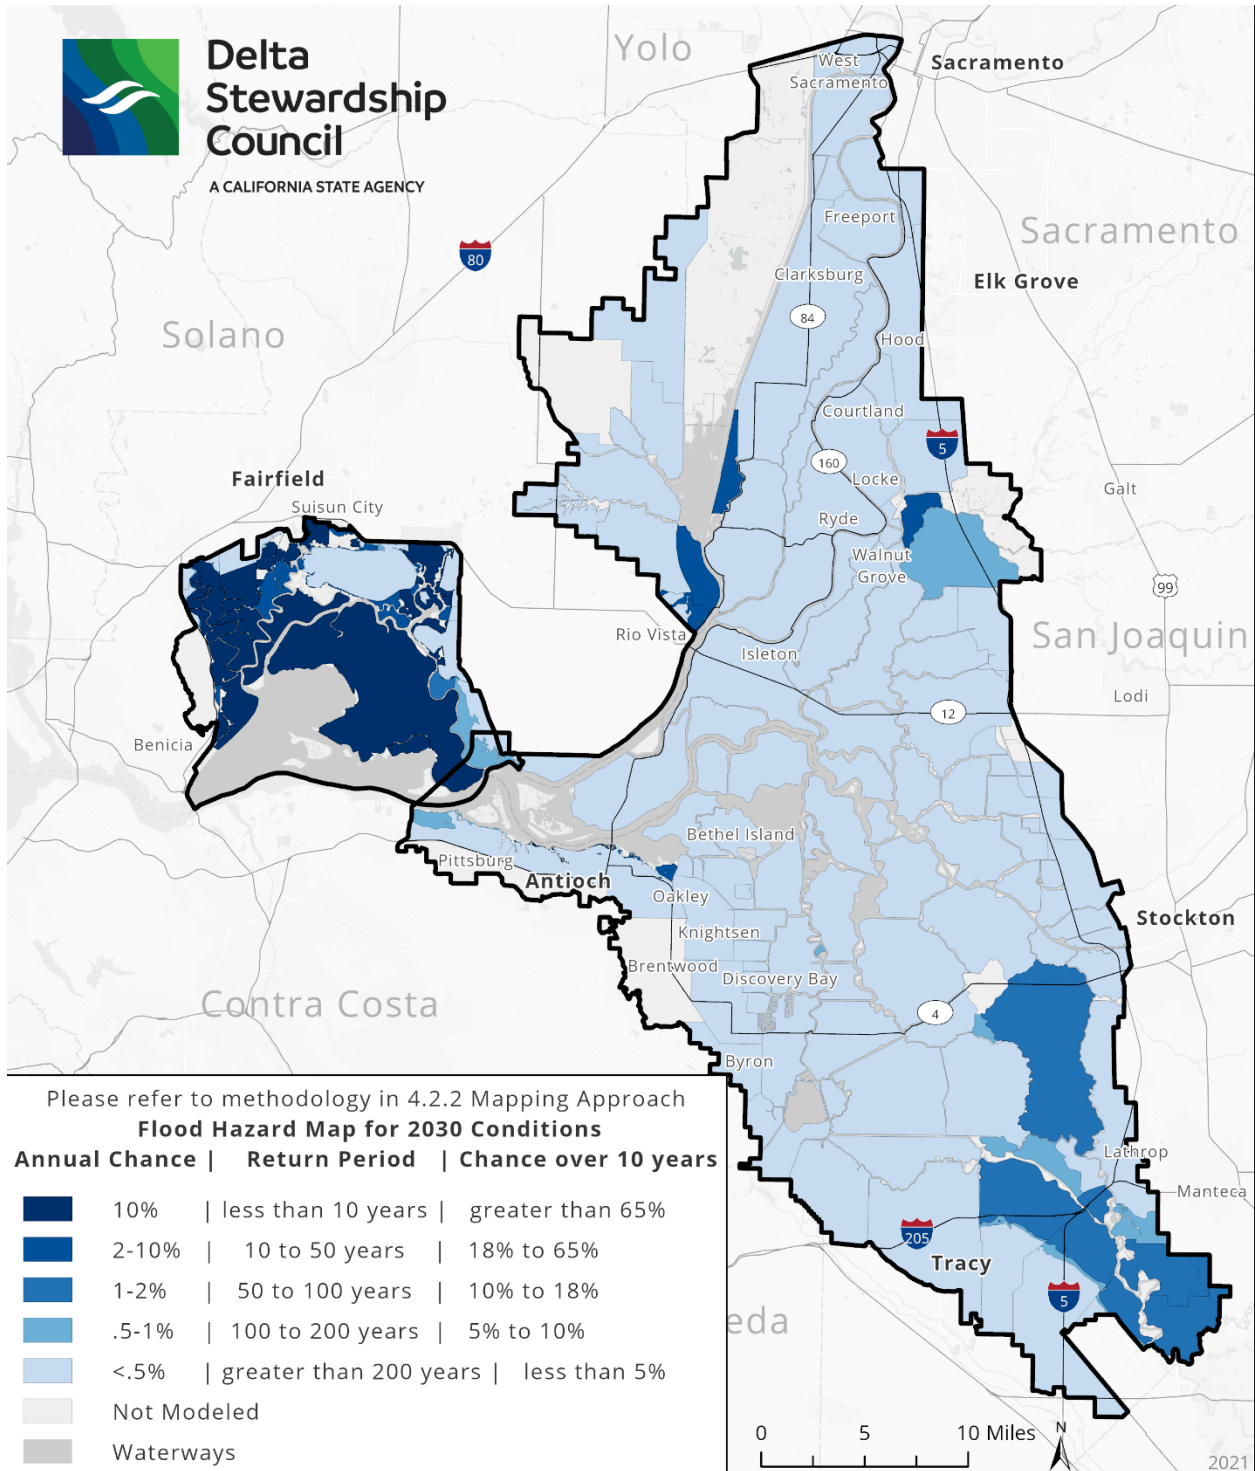 Delta
Stewardship
Council
A CALIFORNIA STATE AGENCY
Yolo
West
Sacramento
Sacramento
Sacramento
Freeport
Elk Grove
80
Clarksburg
84
Solano
Hood
Courtland
5
160
Locke
Fairfield
Suisun City
Galt
Ryde
Walnut
Grove
99
Rio Vista
San Joaquin
Isleton
Lodi
12
Benicia
Bethel Island
Pittsburg
Antioch
Oakley
Stockton
Knightsen
Brentwood
Discovery Bay
Contra Costa
4
Byron
Lathrop
Manteca
205
Tracy
5
eda
Please refer to methodology in 4.2.2 Mapping Approach
Flood Hazard Map for 2030 Conditions
Annual Chance | Return Period | Chance over 10 years
10% | less than 10 years | greater than 65%
2-10% | 10 to 50 years | 18% to 65%
1-2% | 50 to 100 years | 10% to 18%
.5-1% | 100 to 200 years | 5% to 10%
<.5% | greater than 200 years | less than 5%
Not Modeled
Waterways
0 5 10 Miles
N
2021